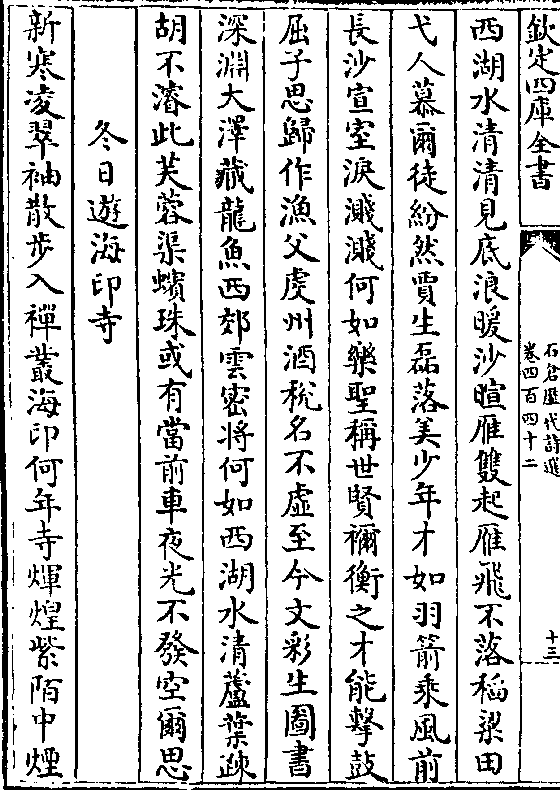 欽定四庫全書
石倉歷代詩選
卷四百四十二
十三
西湖水清清見底浪暖沙暄雁雙起雁飛不落稻粱田
弋人慕爾徒紛然賈生磊落美少年才如羽箭乘風前
長沙宣室淚濺濺何如樂聖稱世賢禰衡之才能擊鼓
屈子思歸作漁父虔州酒稅名不虛至今文彩生圖書
深淵大澤藏龍魚西郊雲密將何如西湖水清蘆葉疎
胡不濬此芙蓉渠蠙珠或有當前車夜光不發空爾思
冬日遊海印寺
新寒凌翠袖散步入禪叢海印何年寺煇煌紫陌中煙